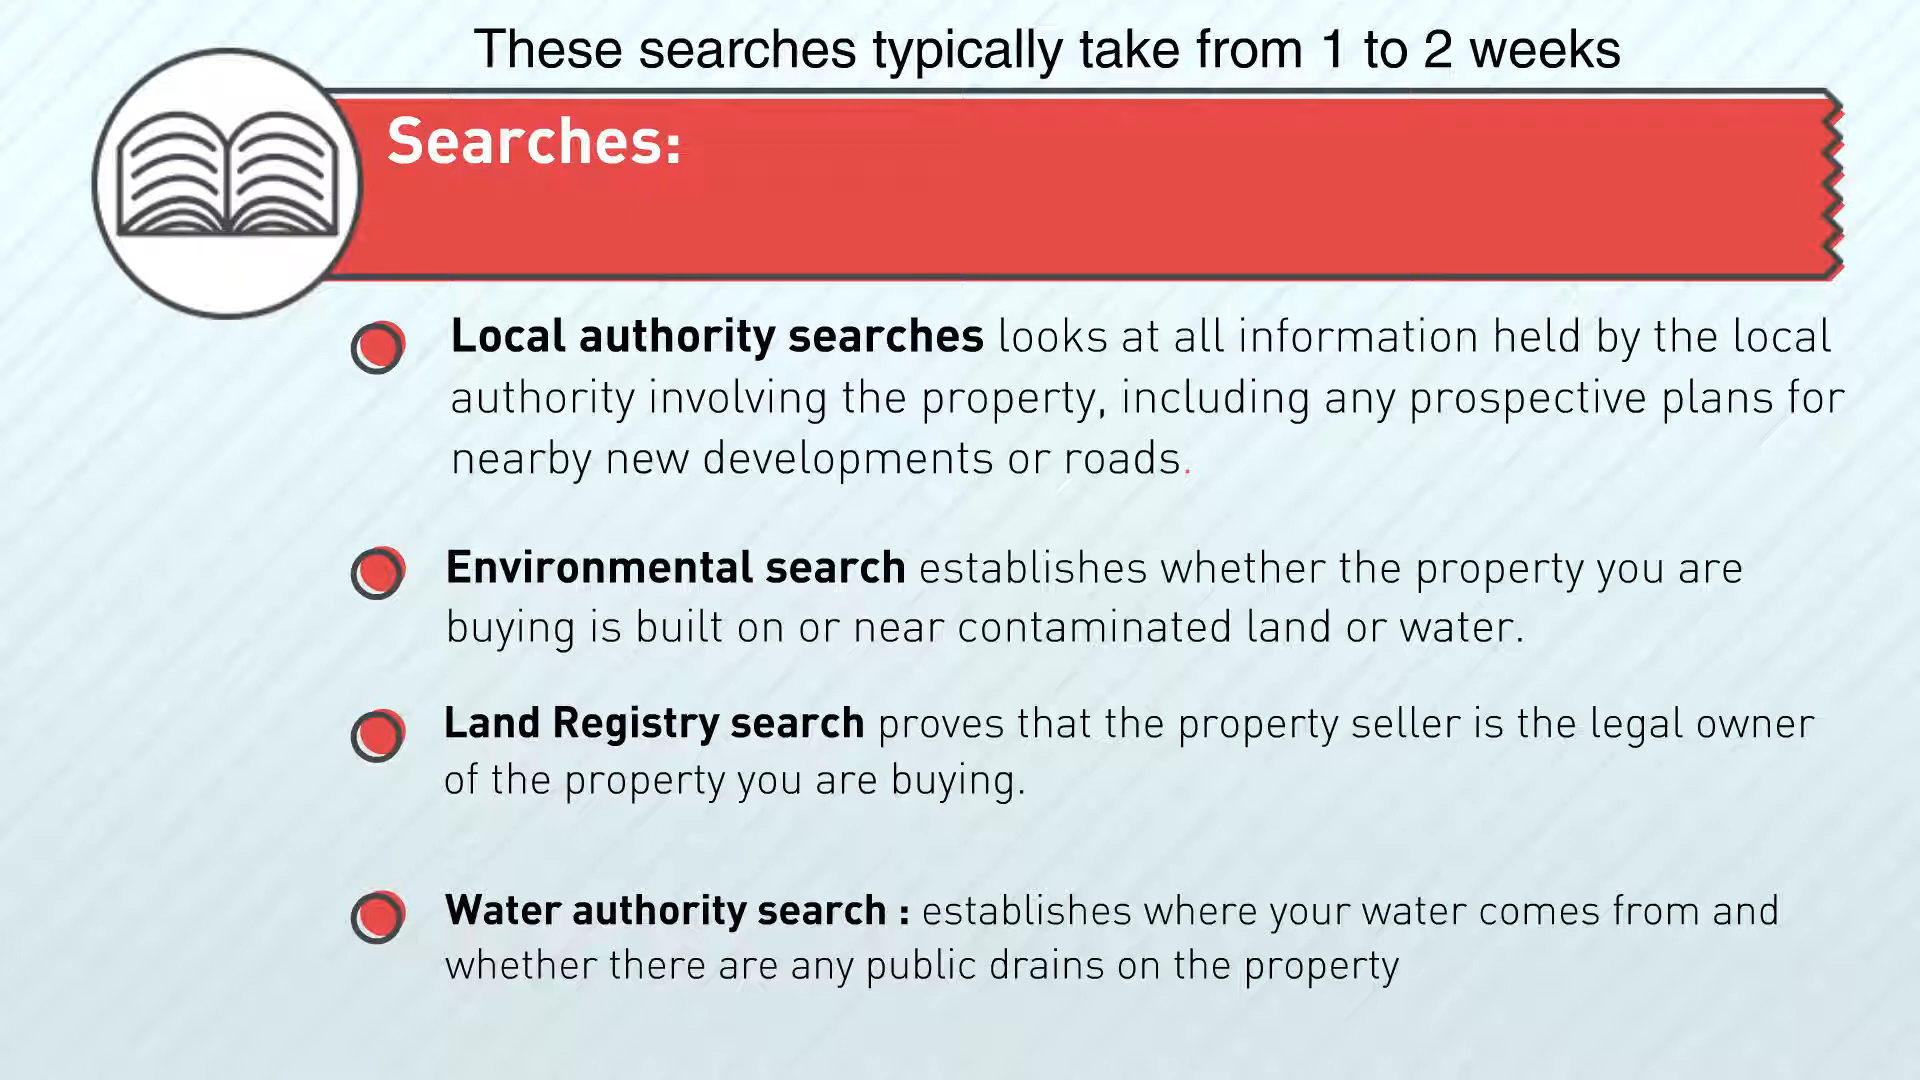 These searches typically take from 1 to 2 weeks
Searches:
Local authority searches looks at all information held by the local
authority involving the property, including any prospective plans for
nearby new developments or roads.
Environmental search establishes whether the property you are
buying is built on or near contaminated land or water.
Land Registry search proves that the property seller is the legal owner
of the property you are buying.
Water authority search : establishes where your water comes from and
whether there are any public drains on the property